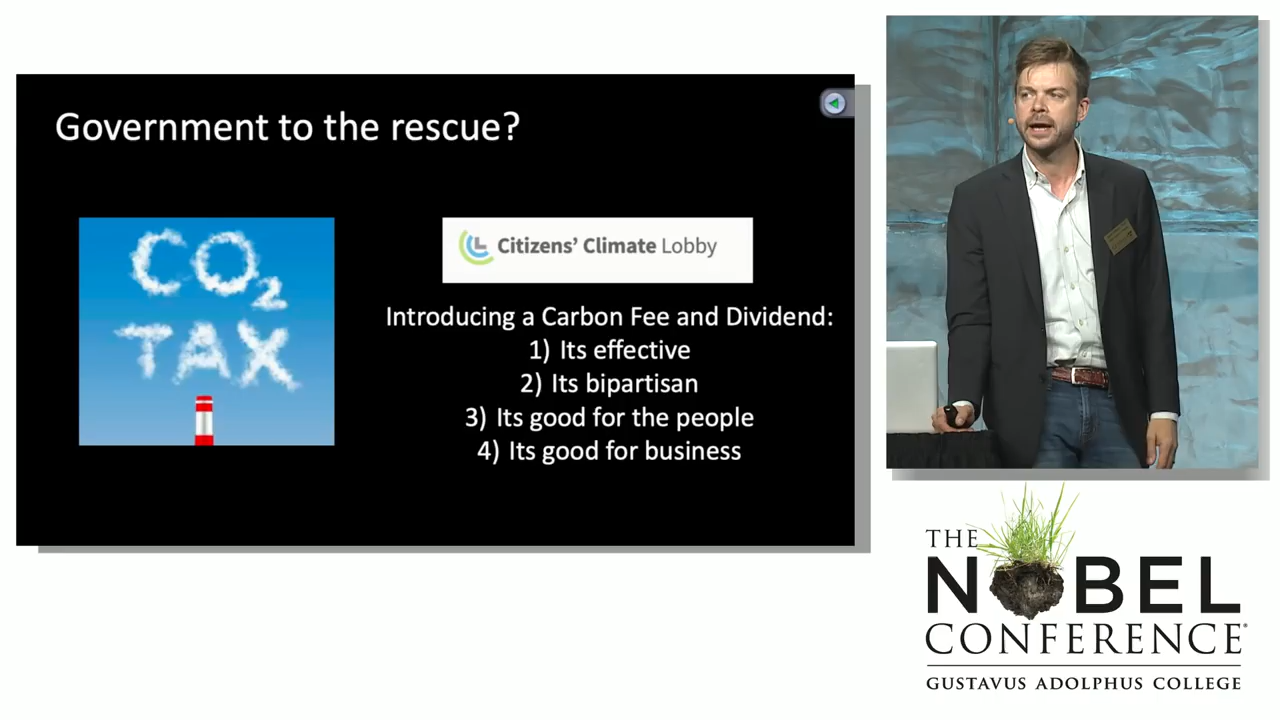 Government to the rescue?
CO₂
TAX
Citizens' Climate Lobby
Introducing a Carbon Fee and Dividend:
1) Its effective
2) Its bipartisan
3) Its good for the people
4) Its good for business
THE
NOBEL
CONFERENCE®
GUSTAVUS ADOLPHUS COLLEGE